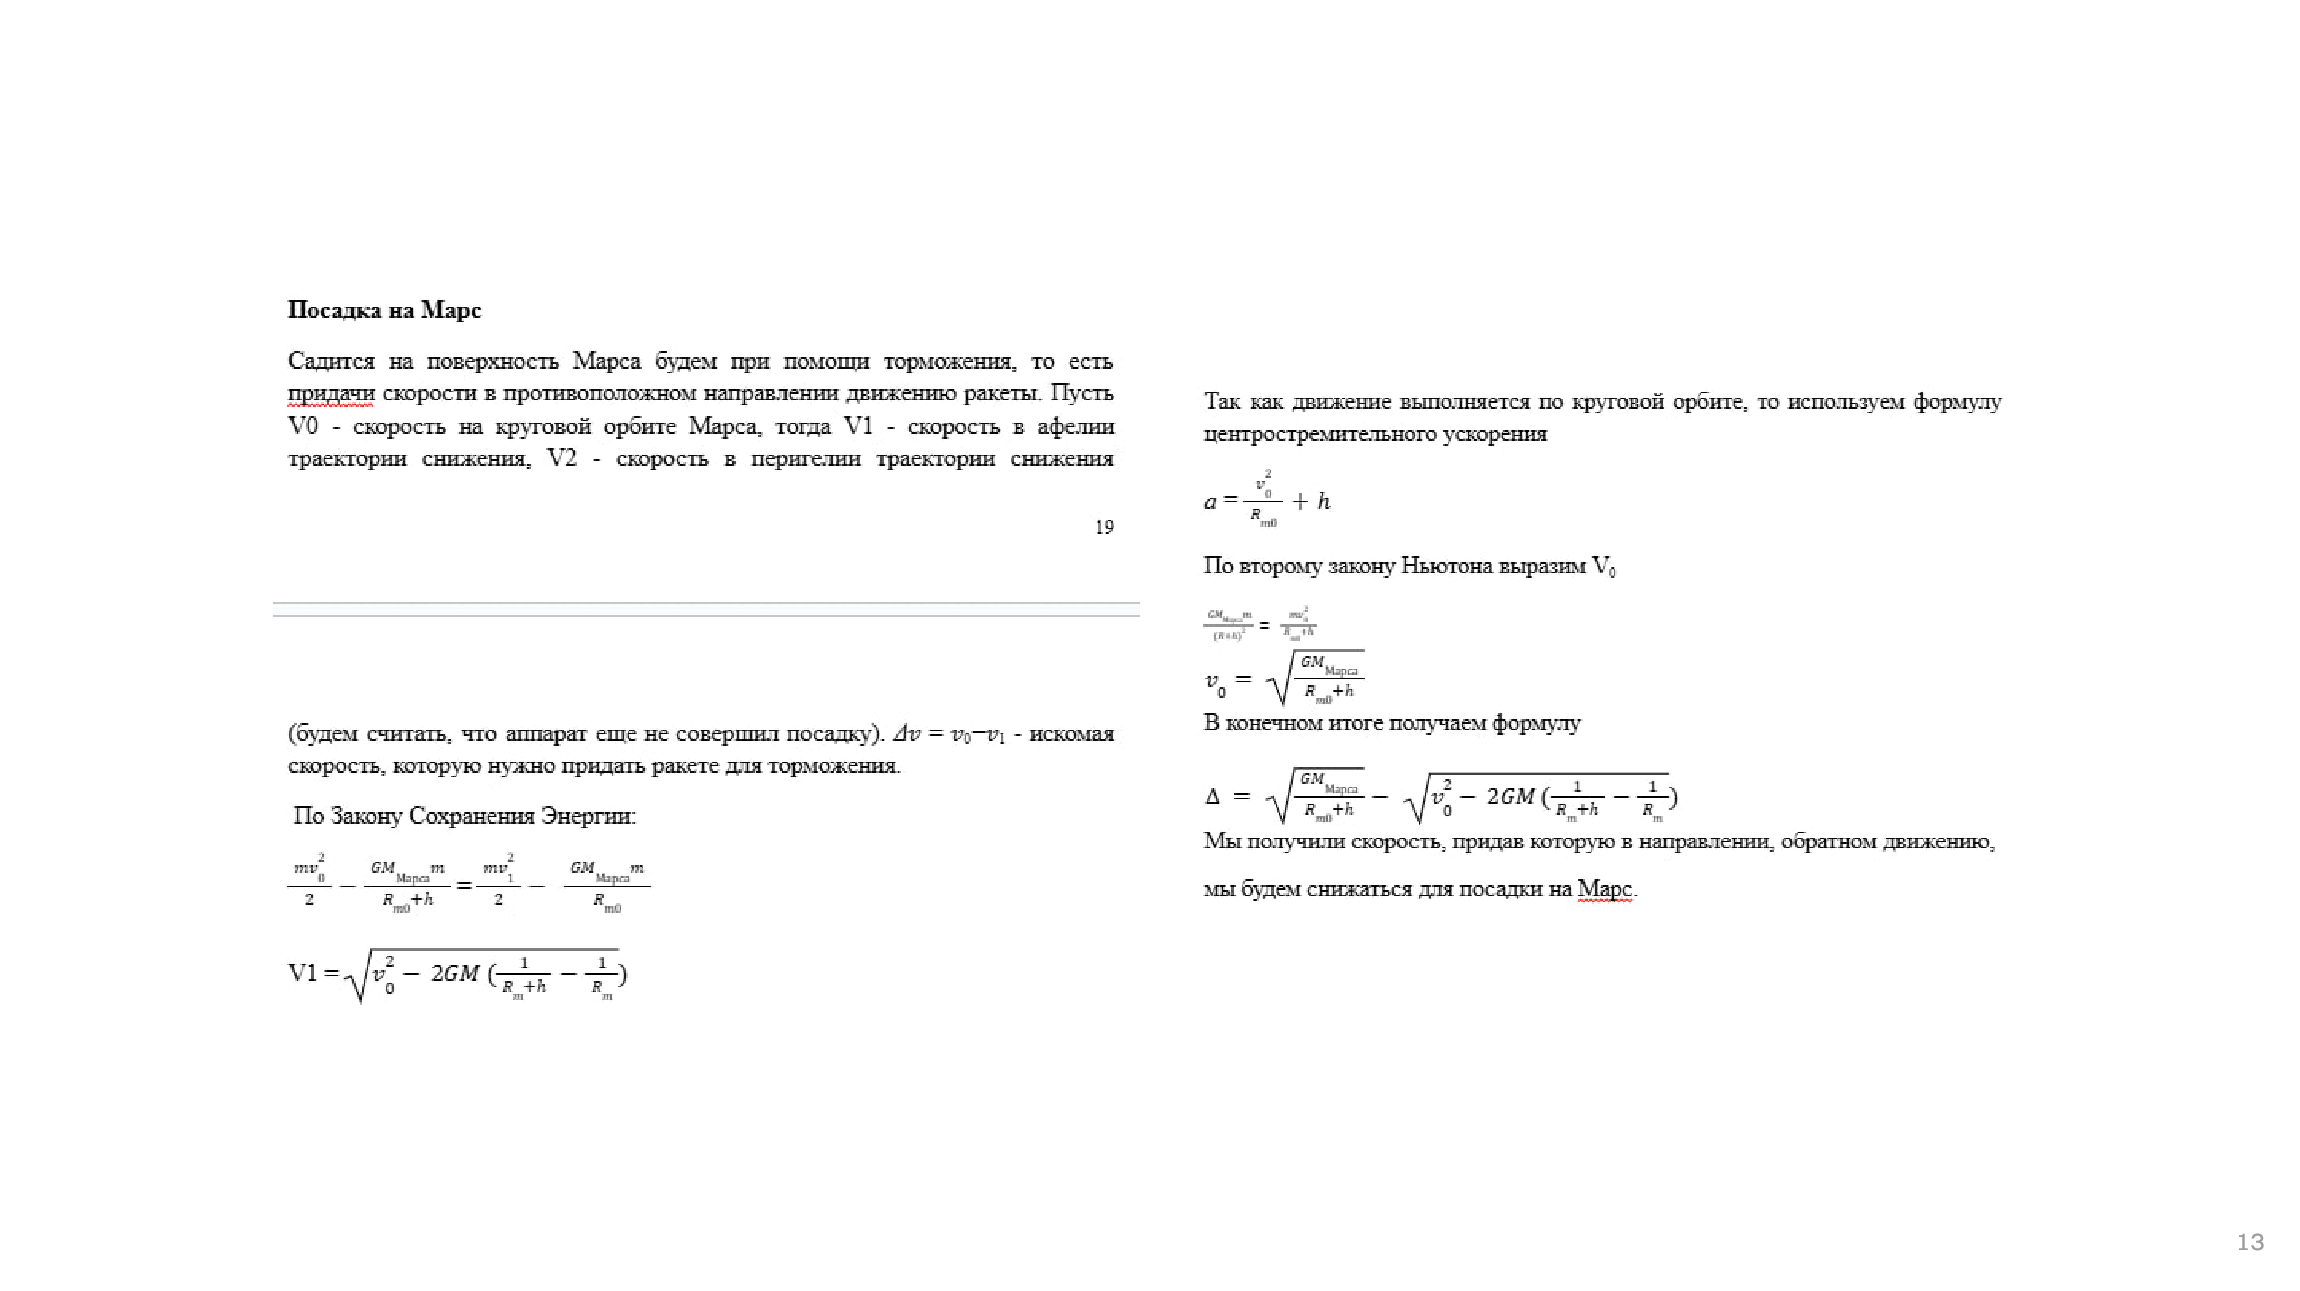 Посадка на Марс
Садится на поверхность Марса будем при помощи торможения, то есть
придачи скорости в противоположном направлении движению ракеты. Пусть
V0 - скорость на круговой орбите Марса, тогда V1 - скорость в афелии
траектории снижения, V2 - скорость в перигелии траектории снижения
19
(будем считать, что аппарат еще не совершил посадку). Δv = v₀−v₁ - искомая
скорость, которую нужно придать ракете для торможения.
По Закону Сохранения Энергии:
mv₀²/2 − GM_Марса m/(R_m0+h) = mv₁²/2 − GM_Марса m/R_m0
V1 = √(v₀² − 2GM (1/(R_m+h) − 1/R_m))
Так как движение выполняется по круговой орбите, то используем формулу
центростремительного ускорения
a = v₀²/R_m0 + h
По второму закону Ньютона выразим V₀
GM_Марса m/(R+h)² = mv₀²/(R_m0+h)
v₀ = √(GM_Марса/(R_m0+h))
В конечном итоге получаем формулу
Δ = √(GM_Марса/(R_m0+h)) − √(v₀² − 2GM (1/(R_m+h) − 1/R_m))
Мы получили скорость, придав которую в направлении, обратном движению,
мы будем снижаться для посадки на Марс.
13